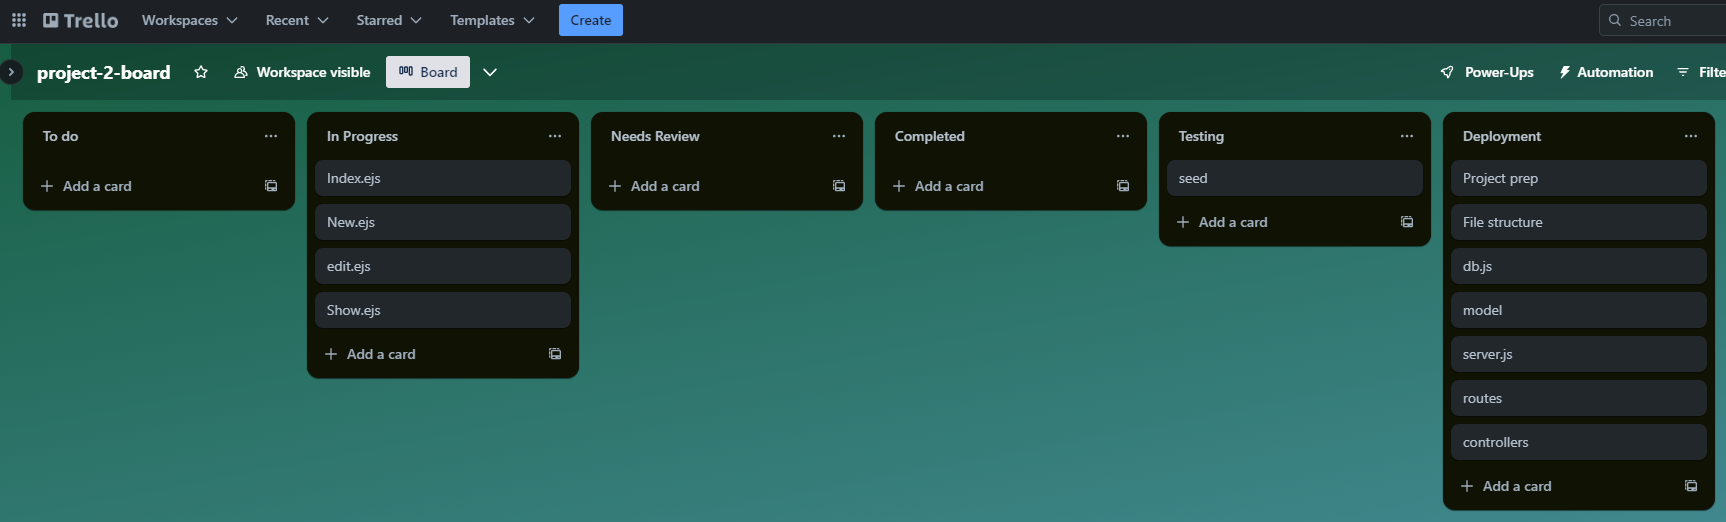 Trello Workspaces Recent Starred Templates Create Search
project-2-board Workspace visible Board Power-Ups Automation
To do
Add a card
In Progress
Index.ejs
New.ejs
edit.ejs
Show.ejs
Add a card
Needs Review
Add a card
Completed
Add a card
Testing
seed
Add a card
Deployment
Project prep
File structure
db.js
model
server.js
routes
controllers
Add a card